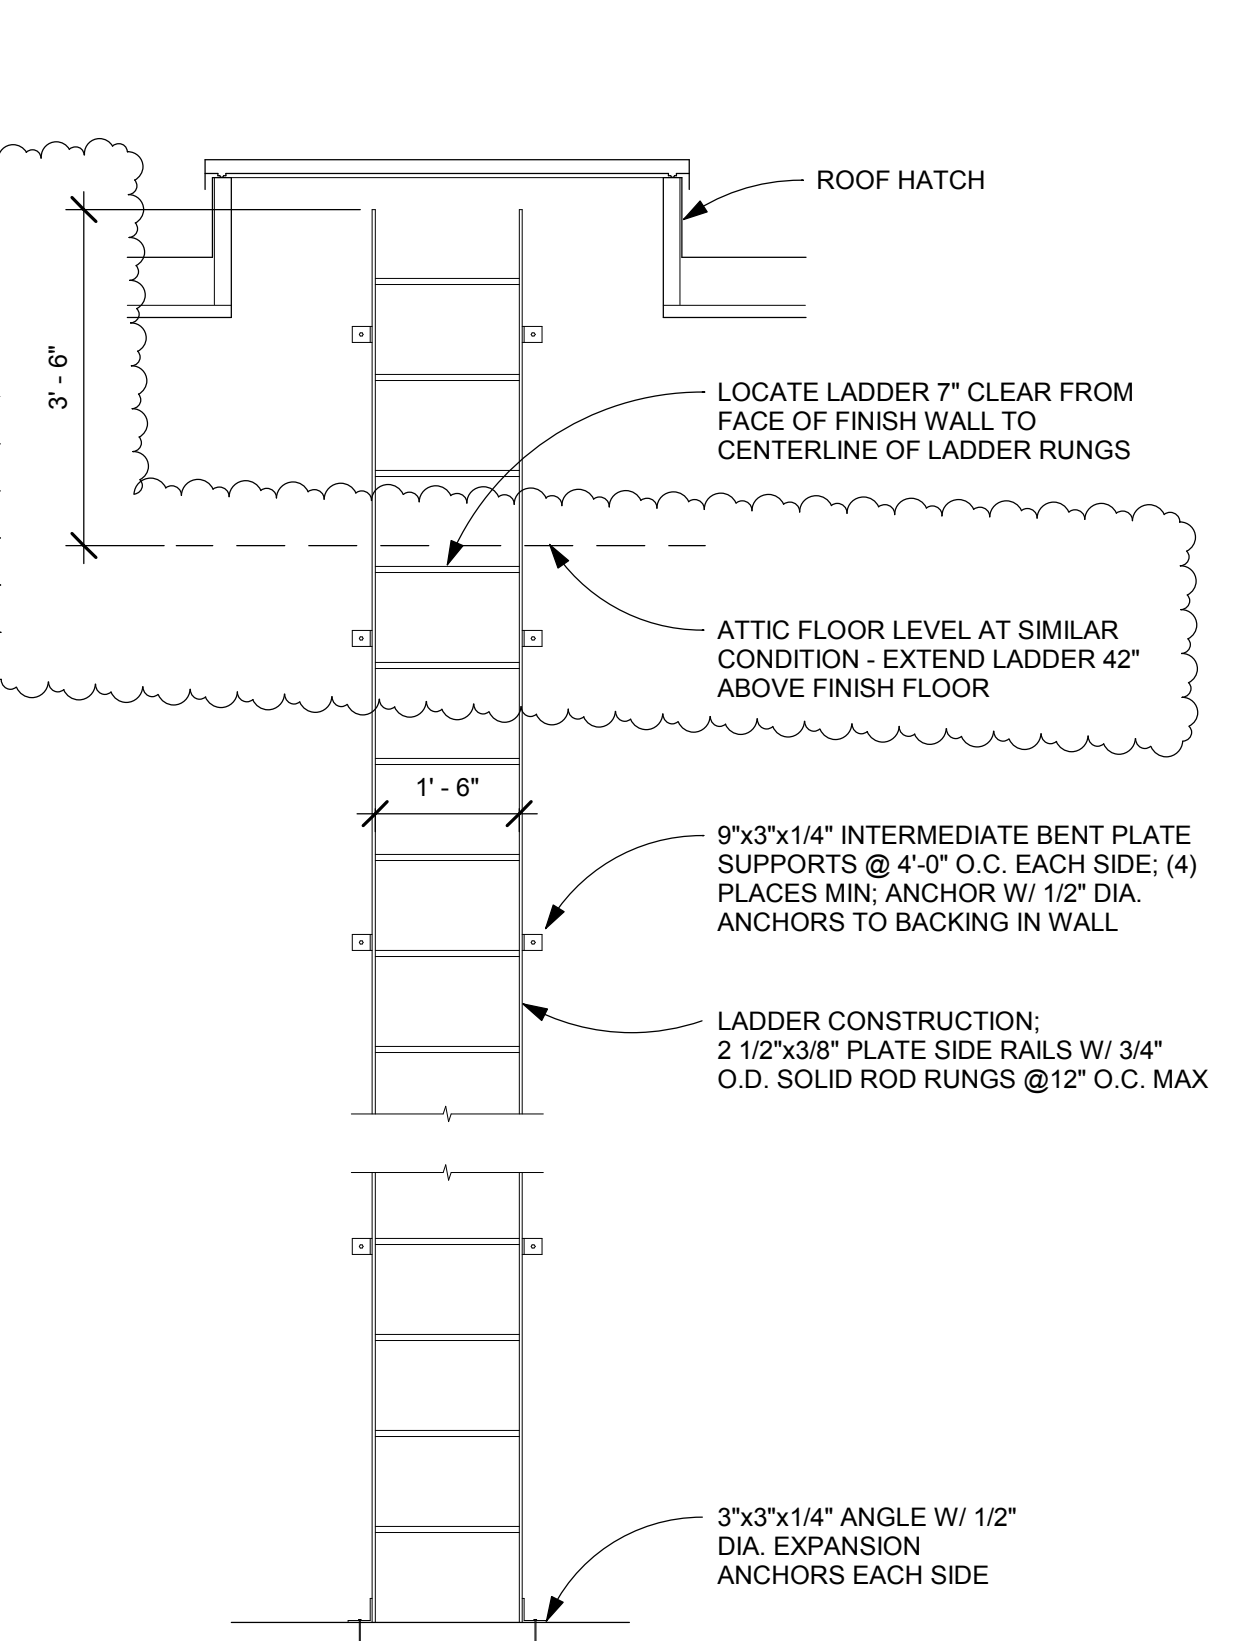 ROOF HATCH
3' - 6"
LOCATE LADDER 7" CLEAR FROM
FACE OF FINISH WALL TO
CENTERLINE OF LADDER RUNGS
ATTIC FLOOR LEVEL AT SIMILAR
CONDITION - EXTEND LADDER 42"
ABOVE FINISH FLOOR
1' - 6"
9"x3"x1/4" INTERMEDIATE BENT PLATE
SUPPORTS @ 4'-0" O.C. EACH SIDE; (4)
PLACES MIN; ANCHOR W/ 1/2" DIA.
ANCHORS TO BACKING IN WALL
LADDER CONSTRUCTION;
2 1/2"x3/8" PLATE SIDE RAILS W/ 3/4"
O.D. SOLID ROD RUNGS @12" O.C. MAX
3"x3"x1/4" ANGLE W/ 1/2"
DIA. EXPANSION
ANCHORS EACH SIDE